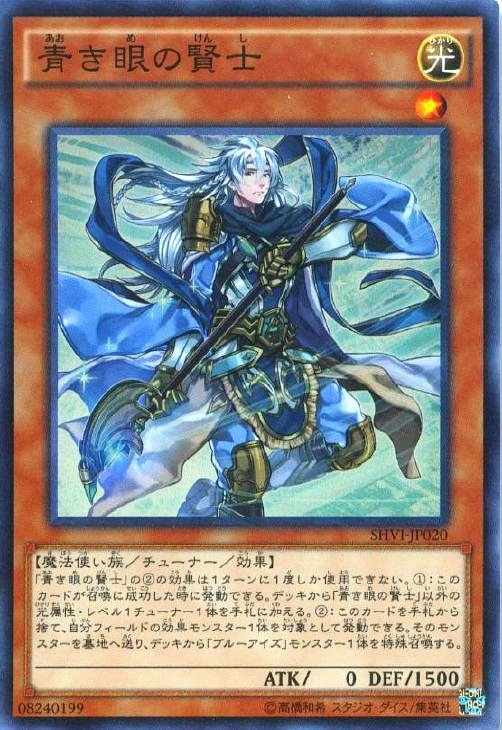 青き眼の賢士
光
SHVI-JP020
【魔法使い族／チューナー／効果】
「青き眼の賢士」の②の効果は１ターンに１度しか使用できない。①：この
カードが召喚に成功した時に発動できる。デッキから「青き眼の賢士」以外の
光属性・レベル１チューナー１体を手札に加える。②：このカードを手札から
捨て、自分フィールドの効果モンスター１体を対象として発動できる。そのモン
スターを墓地へ送り、デッキから「ブルーアイズ」モンスター１体を特殊召喚する。
ATK/ 0 DEF/1500
08240199
©高橋和希 スタジオ・ダイス/集英社